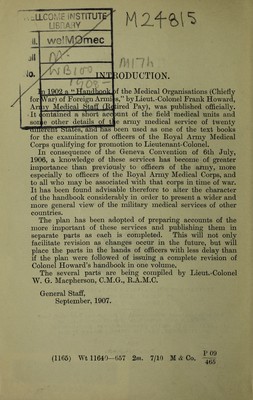 WELLCOME INSTITUTE
LIBRARY
M24815
welMOmec
M17h
WB100
INTRODUCTION.
In 1902 a "Handbook of the Medical Organisations (Chiefly
for War) of Foreign Armies," by Lieut.-Colonel Frank Howard,
Army Medical Staff (Retired Pay), was published officially.
It contained a short account of the field medical units and
some other details of the army medical service of twenty
different States, and has been used as one of the text books
for the examination of officers of the Royal Army Medical
Corps qualifying for promotion to Lieutenant-Colonel.
In consequence of the Geneva Convention of 6th July,
1906, a knowledge of these services has become of greater
importance than previously to officers of the army, more
especially to officers of the Royal Army Medical Corps, and
to all who may be associated with that corps in time of war.
It has been found advisable therefore to alter the character
of the handbook considerably in order to present a wider and
more general view of the military medical services of other
countries.
The plan has been adopted of preparing accounts of the
more important of these services and publishing them in
separate parts as each is completed. This will not only
facilitate revision as changes occur in the future, but will
place the parts in the hands of officers with less delay than
if the plan were followed of issuing a complete revision of
Colonel Howard's handbook in one volume.
The several parts are being compiled by Lieut.-Colonel
W. G. Macpherson, C.M.G., R.A.M.C.
General Staff,
September, 1907.
(1165) Wt 11640—657 2m. 7/10 M & Co. P 09
465